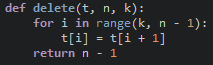 def delete(t, n, k):
    for i in range(k, n - 1):
        t[i] = t[i + 1]
    return n - 1